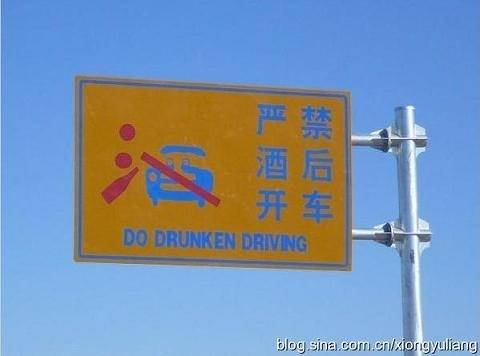 严禁
酒后
开车
DO DRUNKEN DRIVING
blog.sina.com.cn/xiongyuliang